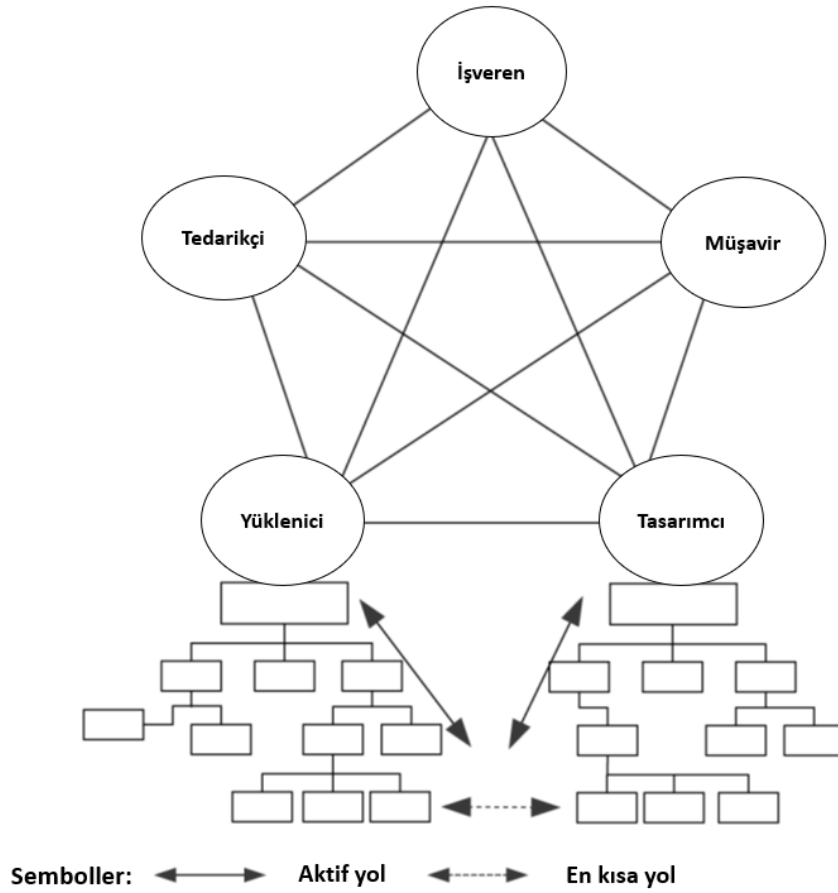 İşveren
Tedarikçi
Müşavir
Yüklenici
Tasarımcı
Semboller: Aktif yol En kısa yol